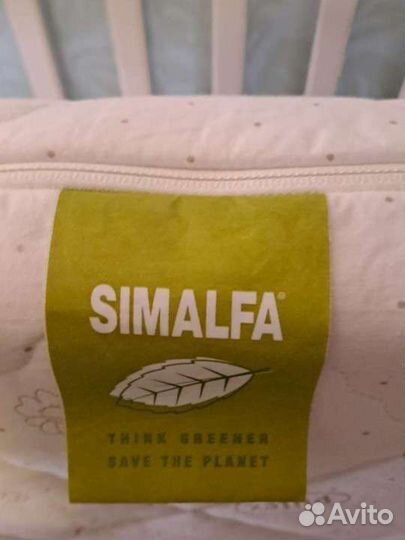 SIMALFA®
THINK GREENER
SAVE THE PLANET
Avito